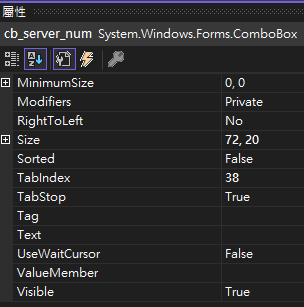 屬性
cb_server_num System.Windows.Forms.ComboBox
MinimumSize 0, 0
Modifiers Private
RightToLeft No
Size 72, 20
Sorted False
TabIndex 38
TabStop True
Tag
Text
UseWaitCursor False
ValueMember
Visible True